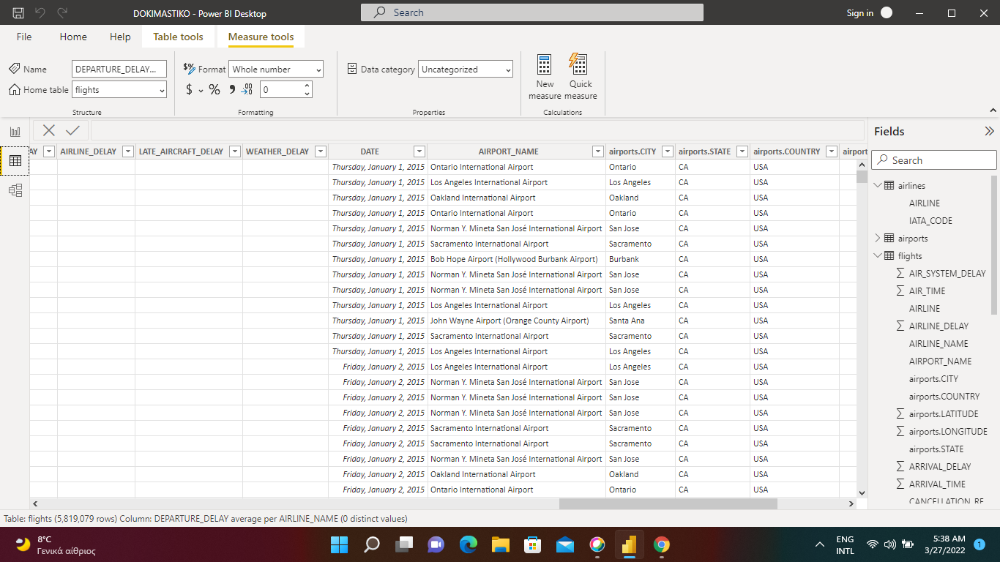 DOKIMASTIKO - Power BI Desktop
Search
Sign in
File Home Help Table tools Measure tools
Name DEPARTURE_DELAY...
Home table flights
Structure
$% Format Whole number
$ % 9 .00 0
Formatting
Data category Uncategorized
Properties
New measure
Quick measure
Calculations
AY AIRLINE_DELAY LATE_AIRCRAFT_DELAY WEATHER_DELAY DATE AIRPORT_NAME airports.CITY airports.STATE airports.COUNTRY airport
Thursday, January 1, 2015 Ontario International Airport Ontario CA USA
Thursday, January 1, 2015 Los Angeles International Airport Los Angeles CA USA
Thursday, January 1, 2015 Oakland International Airport Oakland CA USA
Thursday, January 1, 2015 Ontario International Airport Ontario CA USA
Thursday, January 1, 2015 Norman Y. Mineta San José International Airport San Jose CA USA
Thursday, January 1, 2015 Sacramento International Airport Sacramento CA USA
Thursday, January 1, 2015 Bob Hope Airport (Hollywood Burbank Airport) Burbank CA USA
Thursday, January 1, 2015 Norman Y. Mineta San José International Airport San Jose CA USA
Thursday, January 1, 2015 Norman Y. Mineta San José International Airport San Jose CA USA
Thursday, January 1, 2015 Los Angeles International Airport Los Angeles CA USA
Thursday, January 1, 2015 John Wayne Airport (Orange County Airport) Santa Ana CA USA
Thursday, January 1, 2015 Sacramento International Airport Sacramento CA USA
Thursday, January 1, 2015 Los Angeles International Airport Los Angeles CA USA
Friday, January 2, 2015 Los Angeles International Airport Los Angeles CA USA
Friday, January 2, 2015 Norman Y. Mineta San José International Airport San Jose CA USA
Friday, January 2, 2015 Norman Y. Mineta San José International Airport San Jose CA USA
Friday, January 2, 2015 Norman Y. Mineta San José International Airport San Jose CA USA
Friday, January 2, 2015 Sacramento International Airport Sacramento CA USA
Friday, January 2, 2015 Sacramento International Airport Sacramento CA USA
Friday, January 2, 2015 Norman Y. Mineta San José International Airport San Jose CA USA
Friday, January 2, 2015 Oakland International Airport Oakland CA USA
Friday, January 2, 2015 Ontario International Airport Ontario CA USA
Fields
Search
airlines
AIRLINE
IATA_CODE
airports
flights
AIR_SYSTEM_DELAY
AIR_TIME
AIRLINE
AIRLINE_DELAY
AIRLINE_NAME
AIRPORT_NAME
airports.CITY
airports.COUNTRY
airports.LATITUDE
airports.LONGITUDE
airports.STATE
ARRIVAL_DELAY
ARRIVAL_TIME
CANCELLATION_RE
Table: flights (5,819,079 rows) Column: DEPARTURE_DELAY average per AIRLINE_NAME (0 distinct values)
8°C
Γενικά αίθριος
ENG
INTL
5:38 AM
3/27/2022
1